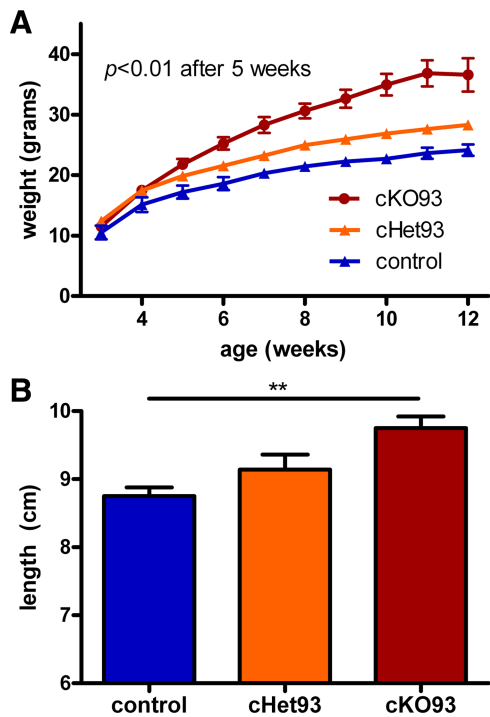 A
p<0.01 after 5 weeks
weight (grams)
40
30
20
10
0
cKO93
cHet93
control
4 6 8 10 12
age (weeks)
B
**
length (cm)
10
9
8
7
6
control cHet93 cKO93